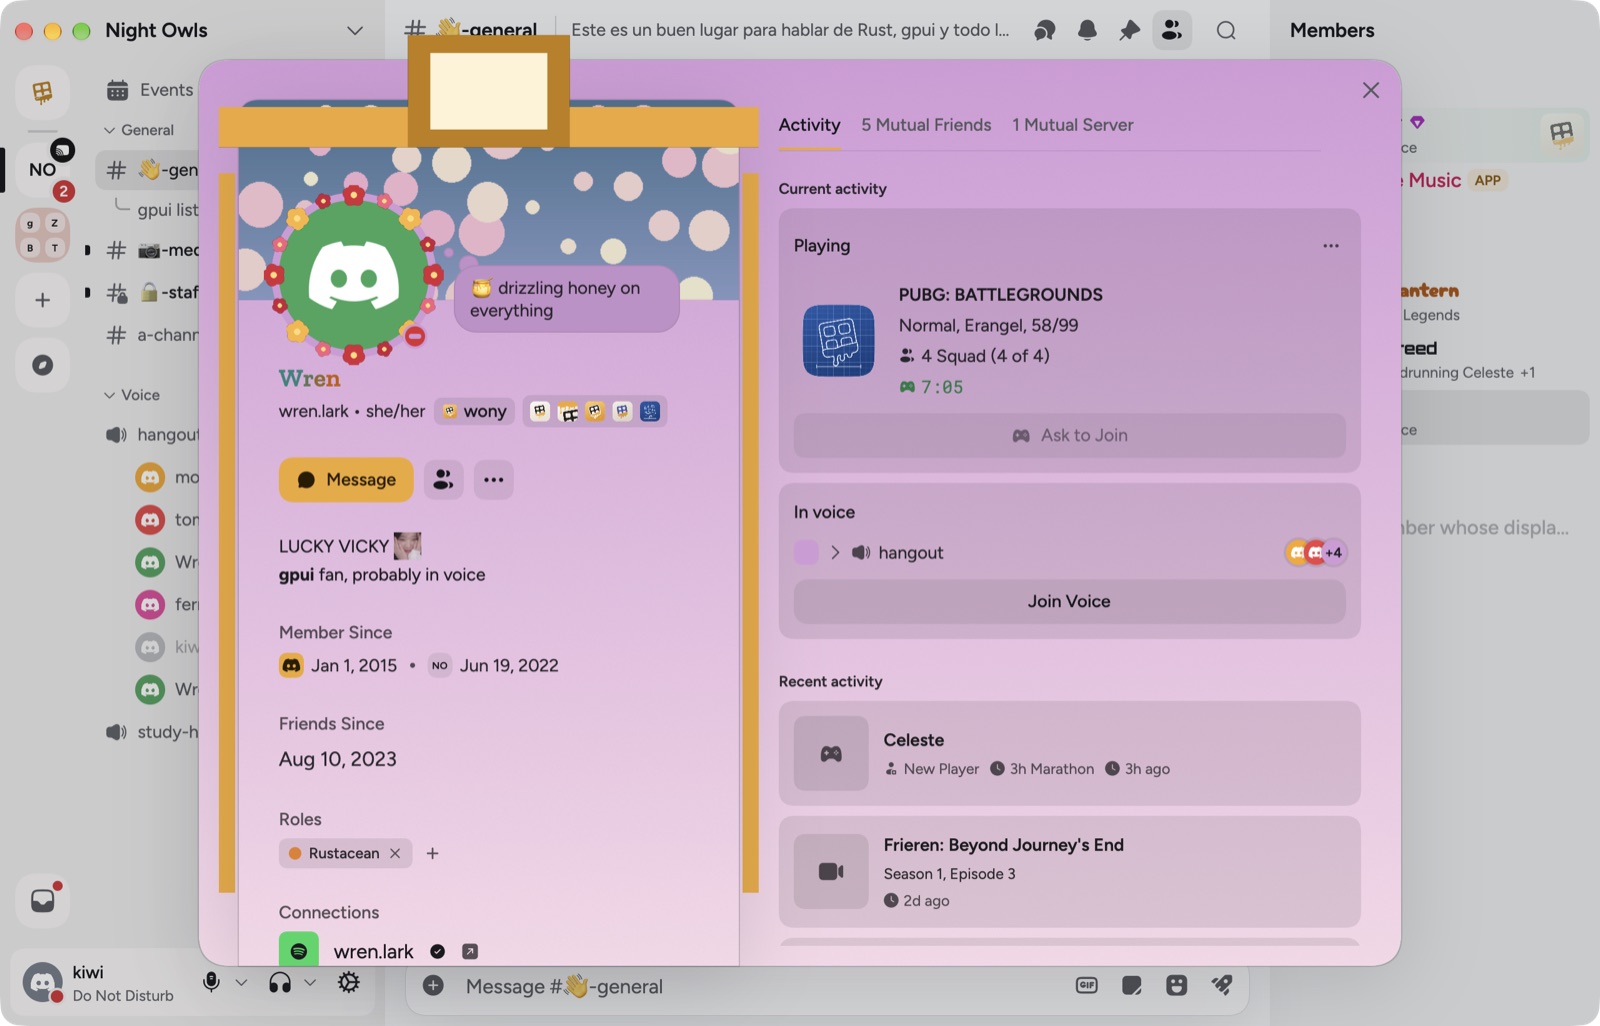 Night Owls
Events
General
👋-gen
gpui list
📷-med
🔒-staf
a-chann
Voice
hangout
mo
tom
Wr
fer
kiw
Wr
study-h
NO
2
g Z
B T
kiwi
Do Not Disturb
👋-general
Este es un buen lugar para hablar de Rust, gpui y todo l...
Members
Wren
wren.lark • she/her
wony
🍯 drizzling honey on
everything
Message
LUCKY VICKY
gpui fan, probably in voice
Member Since
Jan 1, 2015 • NO Jun 19, 2022
Friends Since
Aug 10, 2023
Roles
Rustacean
Connections
wren.lark
Activity
5 Mutual Friends
1 Mutual Server
Current activity
Playing
PUBG: BATTLEGROUNDS
Normal, Erangel, 58/99
4 Squad (4 of 4)
7:05
Ask to Join
In voice
hangout
+4
Join Voice
Recent activity
Celeste
New Player 3h Marathon 3h ago
Frieren: Beyond Journey's End
Season 1, Episode 3
2d ago
ce
Music APP
antern
Legends
reed
drunning Celeste +1
ce
ber whose displa...
Message #👋-general
GIF